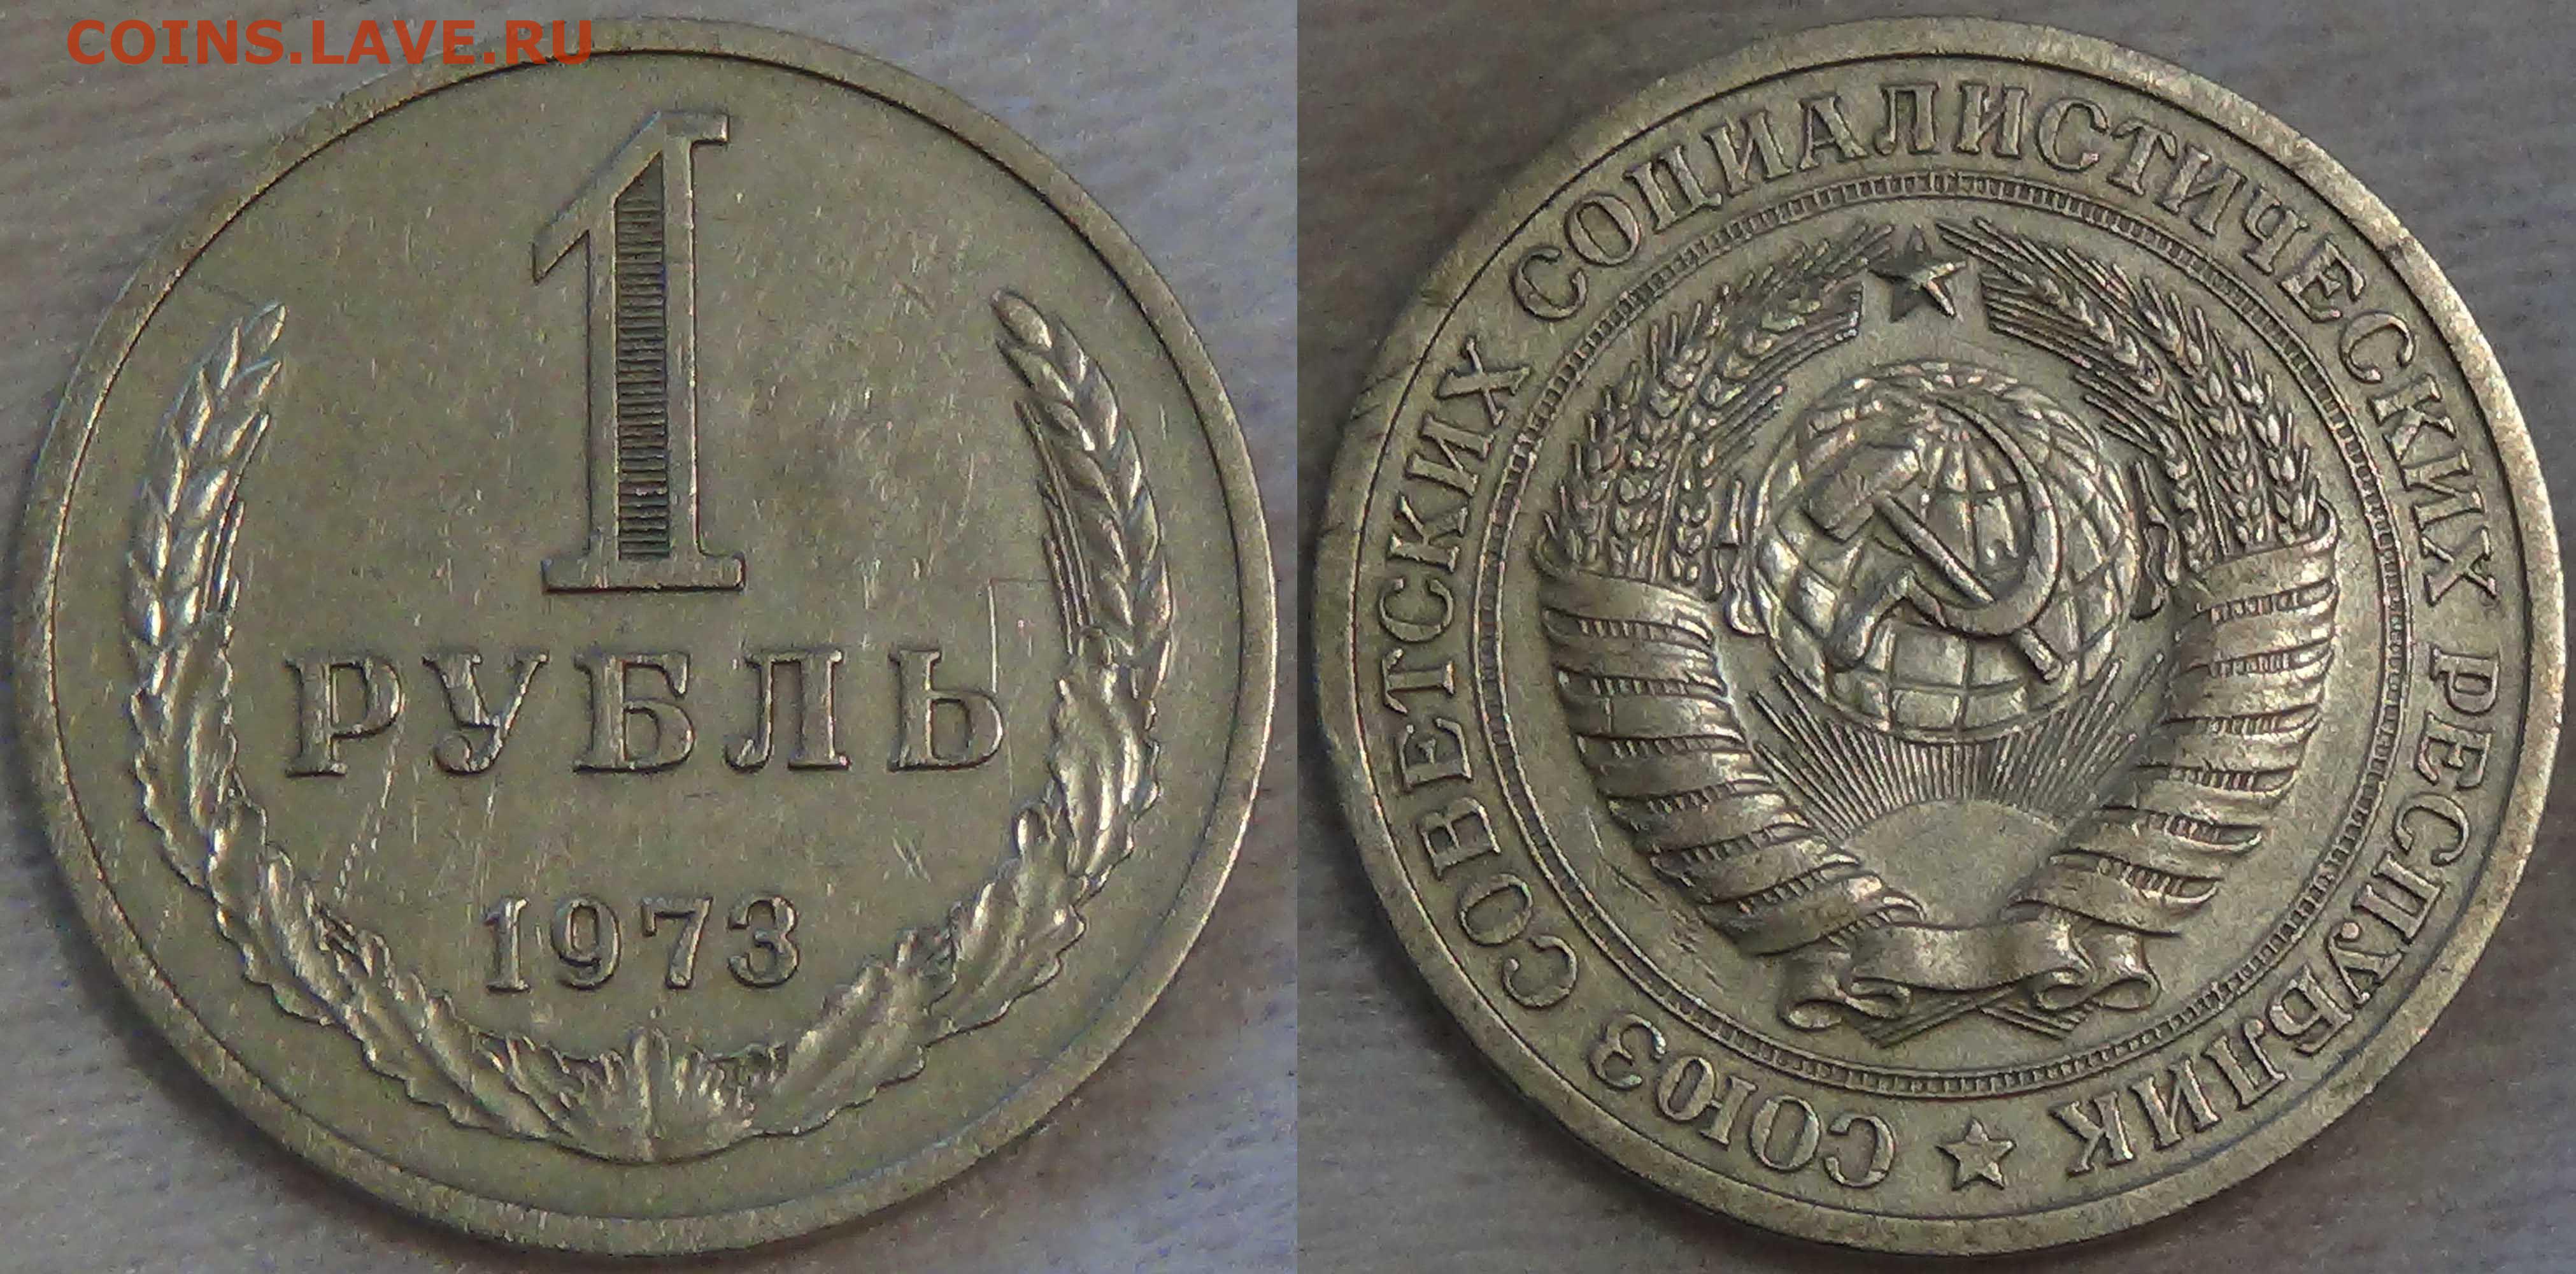 COINS.LAVE.RU
1
РУБЛЬ
1973
СОЮЗ СОВЕТСКИХ СОЦИАЛИСТИЧЕСКИХ РЕСПУБЛИК